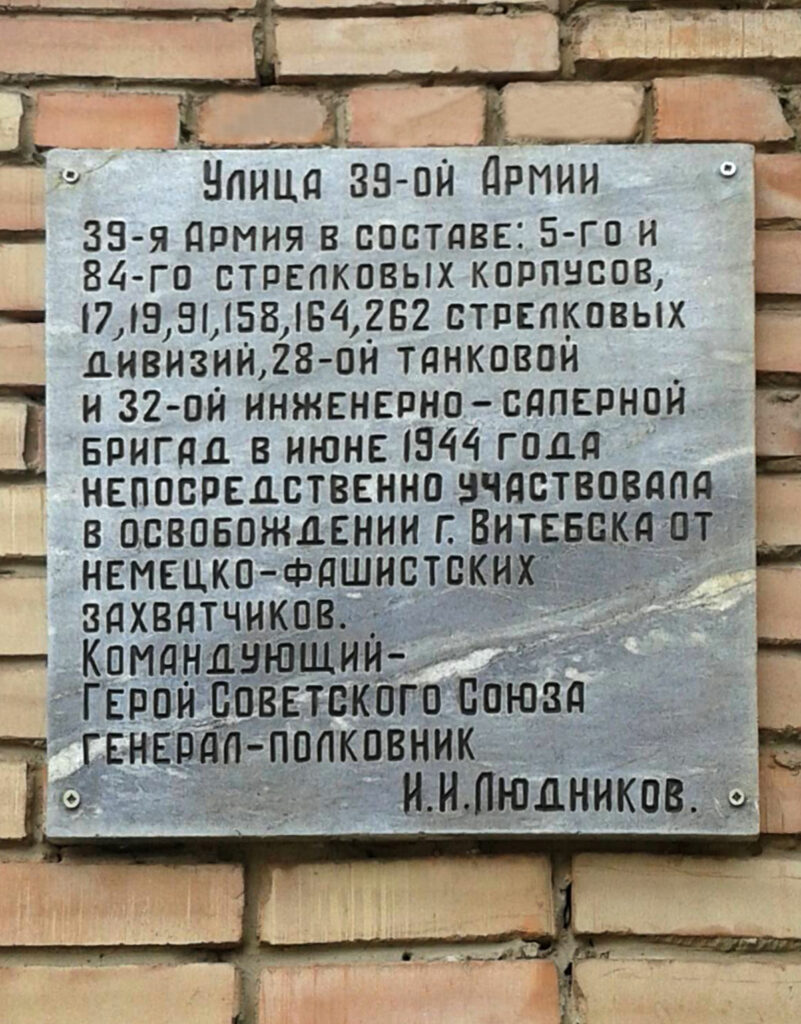 Улица 39-ой Армии
39-я Армия в составе: 5-го и
84-го стрелковых корпусов,
17,19,91,158,164,262 стрелковых
дивизий,28-ой танковой
и 32-ой инженерно-саперной
бригад в июне 1944 года
непосредственно участвовала
в освобождении г. Витебска от
немецко-фашистских
захватчиков.
Командующий-
Герой Советского Союза
генерал-полковник
И.И.Людников.